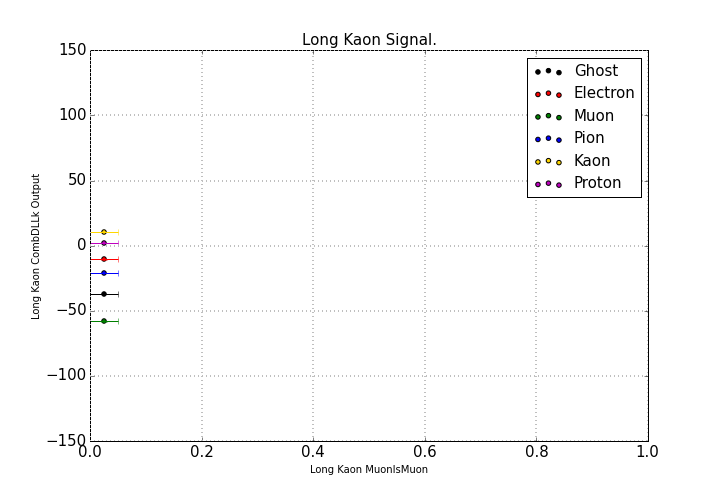 Long Kaon Signal.
150
100
50
0
−50
−100
−150
Long Kaon CombDLLk Output
Ghost
Electron
Muon
Pion
Kaon
Proton
0.0 0.2 0.4 0.6 0.8 1.0
Long Kaon MuonIsMuon